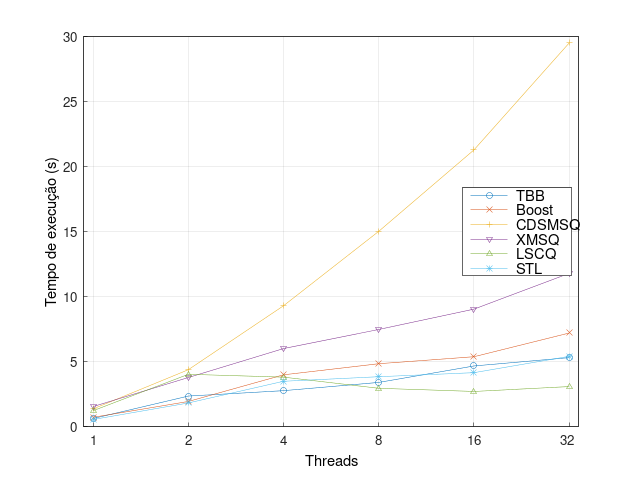 30
25
20
15
10
5
0
Tempo de execução (s)
TBB
Boost
CDSMSQ
XMSQ
LSCQ
STL
1 2 4 8 16 32
Threads